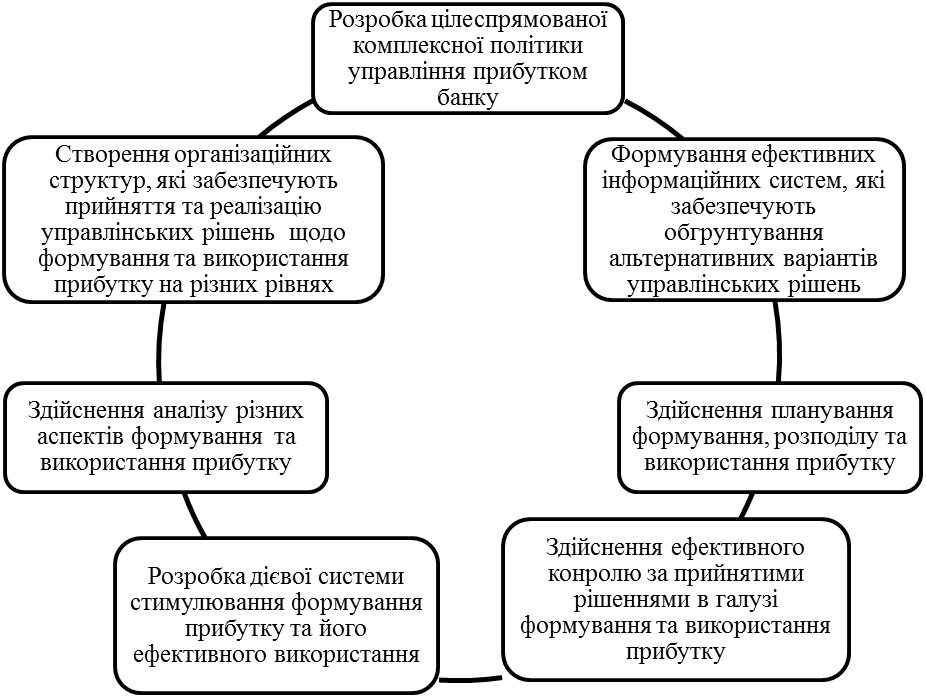 Розробка цілеспрямованої
комплексної політики
управління прибутком
банку
Створення організаційних
структур, які забезпечують
прийняття та реалізацію
управлінських рішень щодо
формування та використання
прибутку на різних рівнях
Формування ефективних
інформаційних систем, які
забезпечують
обгрунтування
альтернативних варіантів
управлінських рішень
Здійснення аналізу різних
аспектів формування та
використання прибутку
Здійснення планування
формування, розподілу та
використання прибутку
Розробка дієвої системи
стимулювання формування
прибутку та його
ефективного використання
Здійснення ефективного
конролю за прийнятими
рішеннями в галузі
формування та використання
прибутку